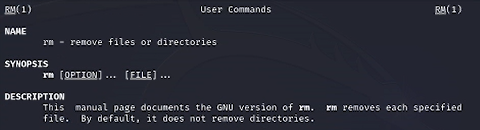 RM(1) User Commands RM(1)
NAME
rm - remove files or directories
SYNOPSIS
rm [OPTION]... [FILE]...
DESCRIPTION
This manual page documents the GNU version of rm. rm removes each specified
file. By default, it does not remove directories.